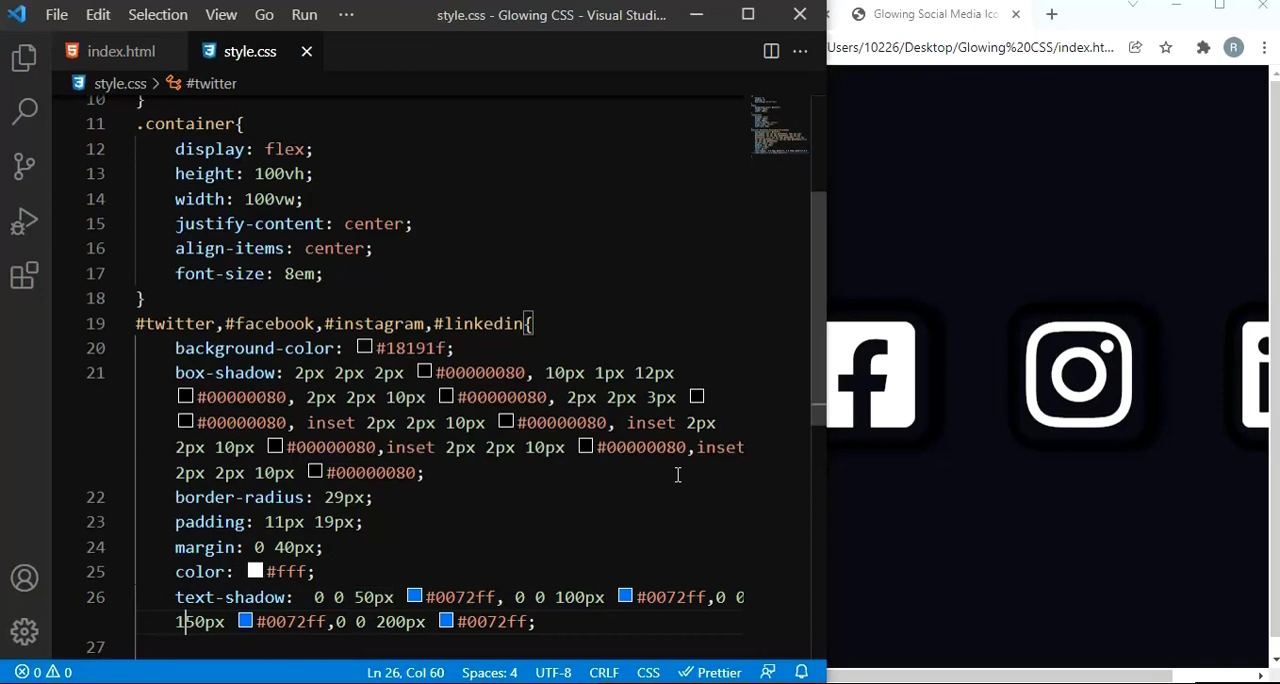 File Edit Selection View Go Run ··· style.css - Glowing CSS - Visual Studi...
Glowing Social Media Ico
index.html style.css
Users/10226/Desktop/Glowing%20CSS/index.ht... R
style.css > #twitter
10 }
11 .container{
12 display: flex;
13 height: 100vh;
14 width: 100vw;
15 justify-content: center;
16 align-items: center;
17 font-size: 8em;
18 }
19 #twitter,#facebook,#instagram,#linkedin{
20 background-color: #18191f;
21 box-shadow: 2px 2px 2px #00000080, 10px 1px 12px
#00000080, 2px 2px 10px #00000080, 2px 2px 3px
#00000080, inset 2px 2px 10px #00000080, inset 2px
2px 10px #00000080,inset 2px 2px 10px #00000080,inset
2px 2px 10px #00000080;
22 border-radius: 29px;
23 padding: 11px 19px;
24 margin: 0 40px;
25 color: #fff;
26 text-shadow: 0 0 50px #0072ff, 0 0 100px #0072ff,0 0
150px #0072ff,0 0 200px #0072ff;
27
0 0 Ln 26, Col 60 Spaces: 4 UTF-8 CRLF CSS Prettier